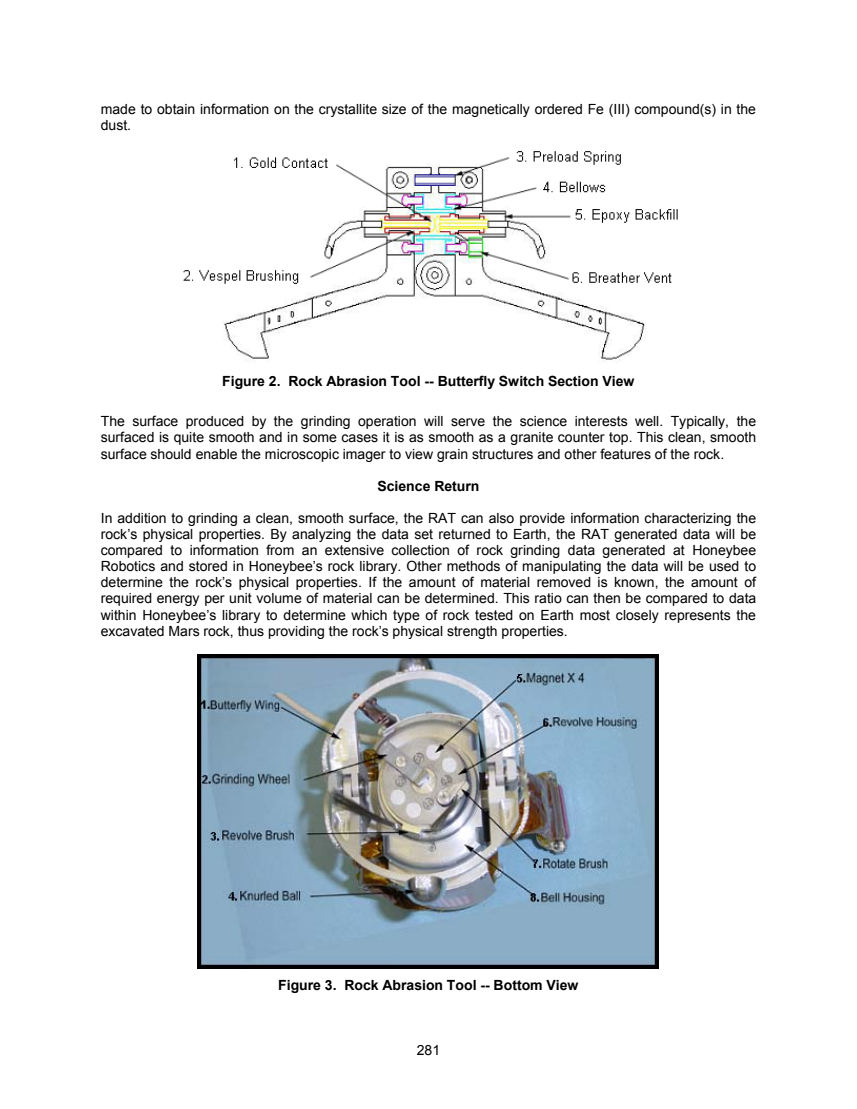 made to obtain information on the crystallite size of the magnetically ordered Fe (III) compound(s) in the
dust.
1. Gold Contact
3. Preload Spring
4. Bellows
5. Epoxy Backfill
2. Vespel Brushing
6. Breather Vent
Figure 2.  Rock Abrasion Tool -- Butterfly Switch Section View
The surface produced by the grinding operation will serve the science interests well. Typically, the
surfaced is quite smooth and in some cases it is as smooth as a granite counter top. This clean, smooth
surface should enable the microscopic imager to view grain structures and other features of the rock.
Science Return
In addition to grinding a clean, smooth surface, the RAT can also provide information characterizing the
rock's physical properties. By analyzing the data set returned to Earth, the RAT generated data will be
compared to information from an extensive collection of rock grinding data generated at Honeybee
Robotics and stored in Honeybee's rock library. Other methods of manipulating the data will be used to
determine the rock's physical properties. If the amount of material removed is known, the amount of
required energy per unit volume of material can be determined. This ratio can then be compared to data
within Honeybee's library to determine which type of rock tested on Earth most closely represents the
excavated Mars rock, thus providing the rock's physical strength properties.
5.Magnet X 4
1.Butterfly Wing
6.Revolve Housing
2.Grinding Wheel
3. Revolve Brush
7.Rotate Brush
4. Knurled Ball
8.Bell Housing
Figure 3.  Rock Abrasion Tool -- Bottom View
281